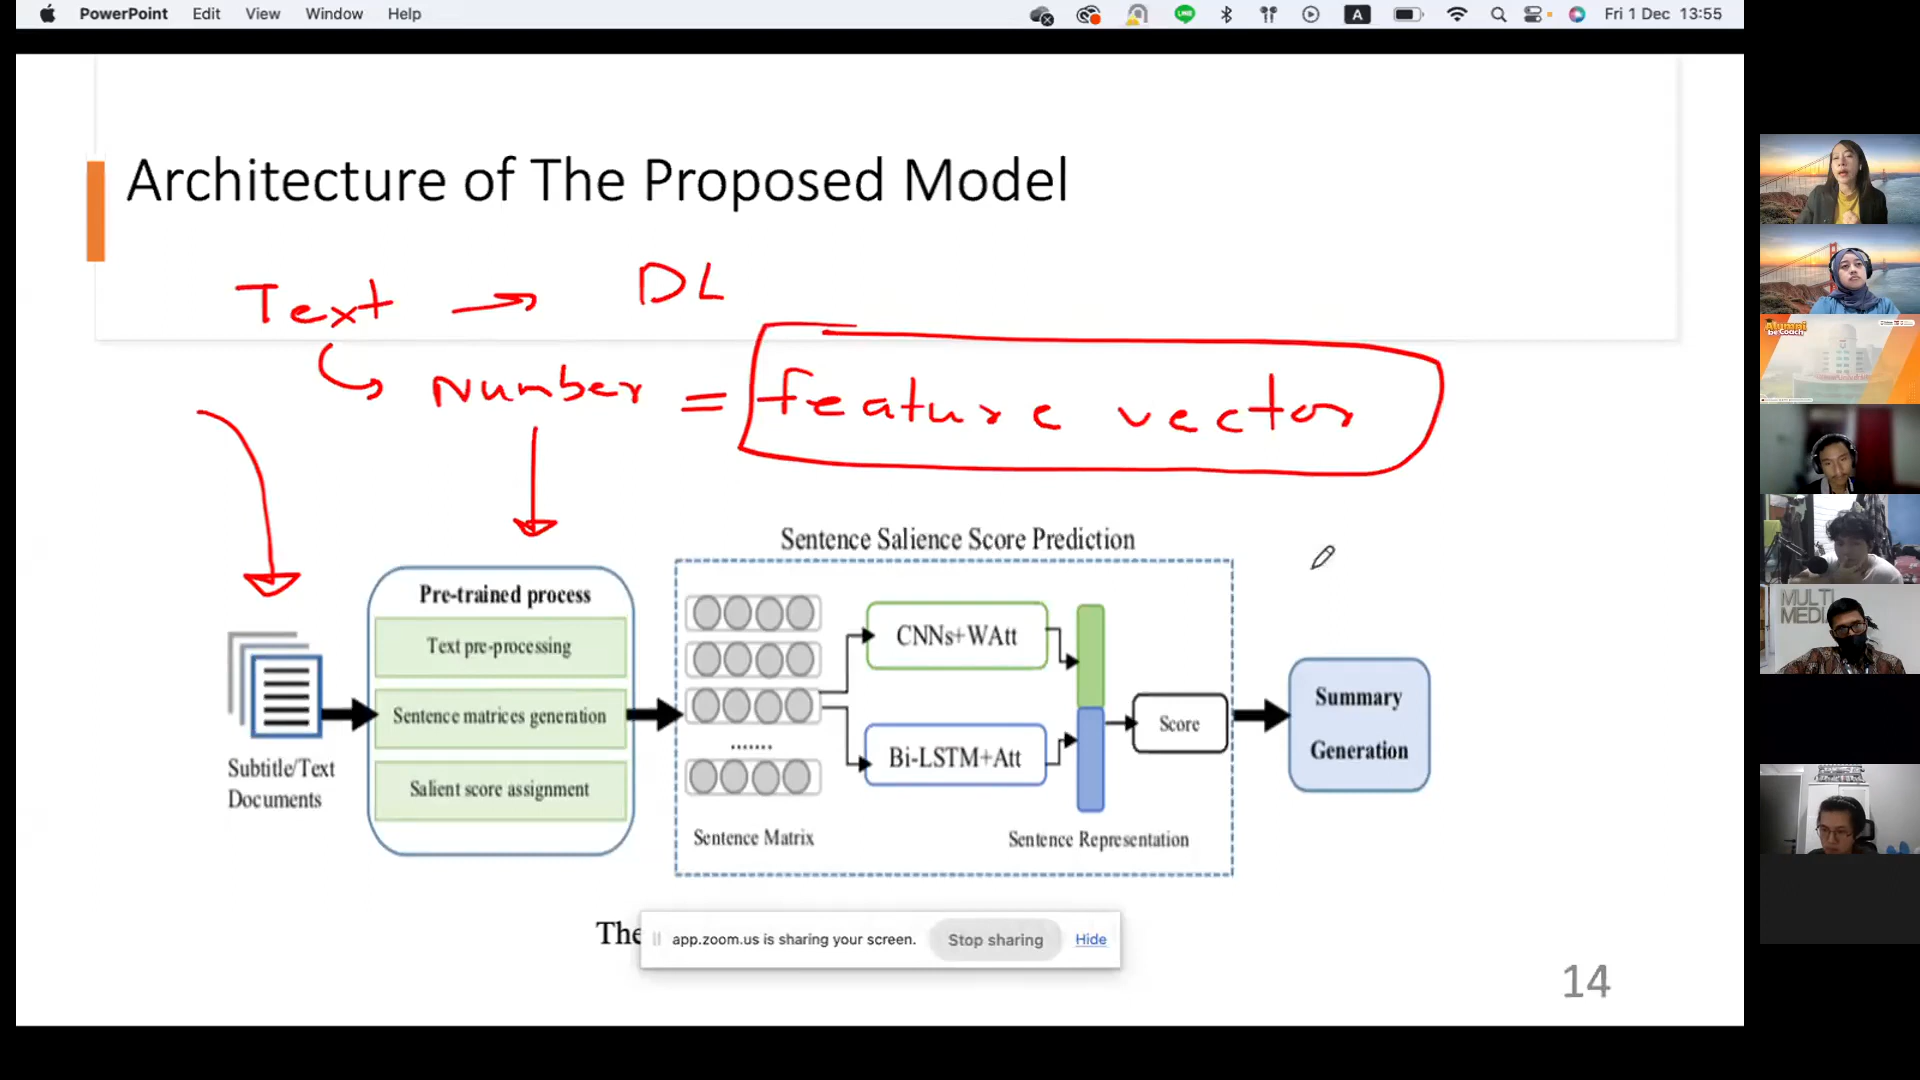 PowerPoint Edit View Window Help A Fri 1 Dec 13:55
Architecture of The Proposed Model
Text → DL
Number = feature vector
Sentence Salience Score Prediction
Pre-trained process
Text pre-processing
Sentence matrices generation
Salient score assignment
Subtitle/Text
Documents
.......
Sentence Matrix
CNNs+WAtt
Bi-LSTM+Att
Sentence Representation
Score
Summary
Generation
The
app.zoom.us is sharing your screen. Stop sharing Hide
14
Alumni
be Coach
MULTI
MEDI